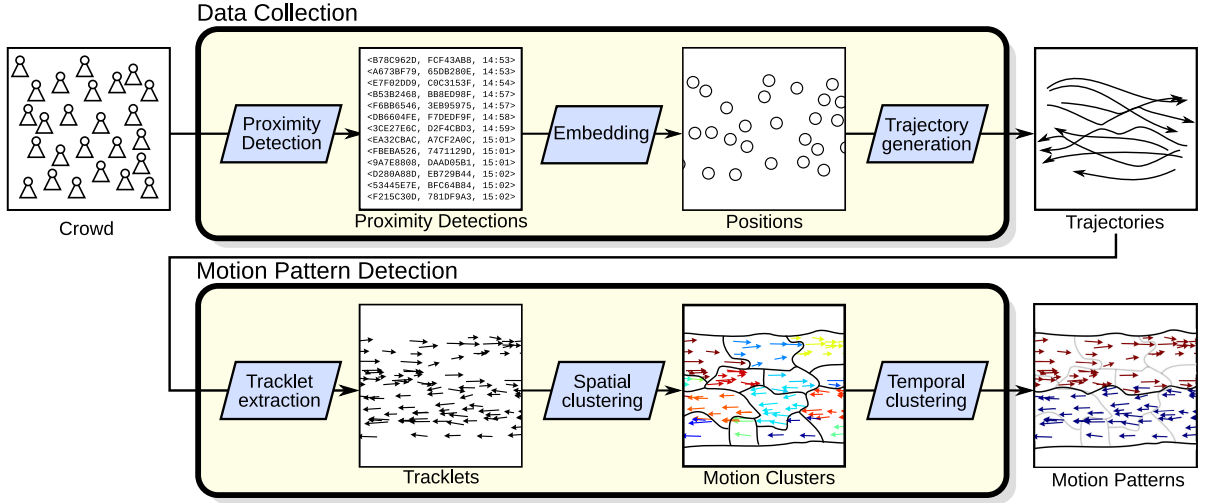 Data Collection
Crowd
Proximity
Detection
<B78C962D, FCF43AB8, 14:53>
<A673BF79, 65DB280E, 14:53>
<E7F02DD9, C0C3153F, 14:54>
<B53B2468, BB8ED98F, 14:57>
<F6BB6546, 3EB95975, 14:57>
<DB6604FE, F7DEDF9F, 14:58>
<3CE27E6C, D2F4CBD3, 14:59>
<EA32CBAC, A7CF2A0C, 15:01>
<FBEBA526, 7471129D, 15:01>
<9A7E8808, DAAD05B1, 15:01>
<D280A88D, EB729B44, 15:02>
<53445E7E, BFC64B84, 15:02>
<F215C30D, 781DF9A3, 15:02>
Proximity Detections
Embedding
Positions
Trajectory
generation
Trajectories
Motion Pattern Detection
Tracklet
extraction
Tracklets
Spatial
clustering
Motion Clusters
Temporal
clustering
Motion Patterns